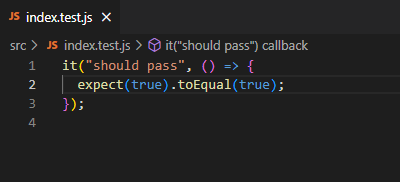 JS index.test.js ×
src > JS index.test.js > it("should pass") callback
1 it("should pass", () => {
2   expect(true).toEqual(true);
3 });
4